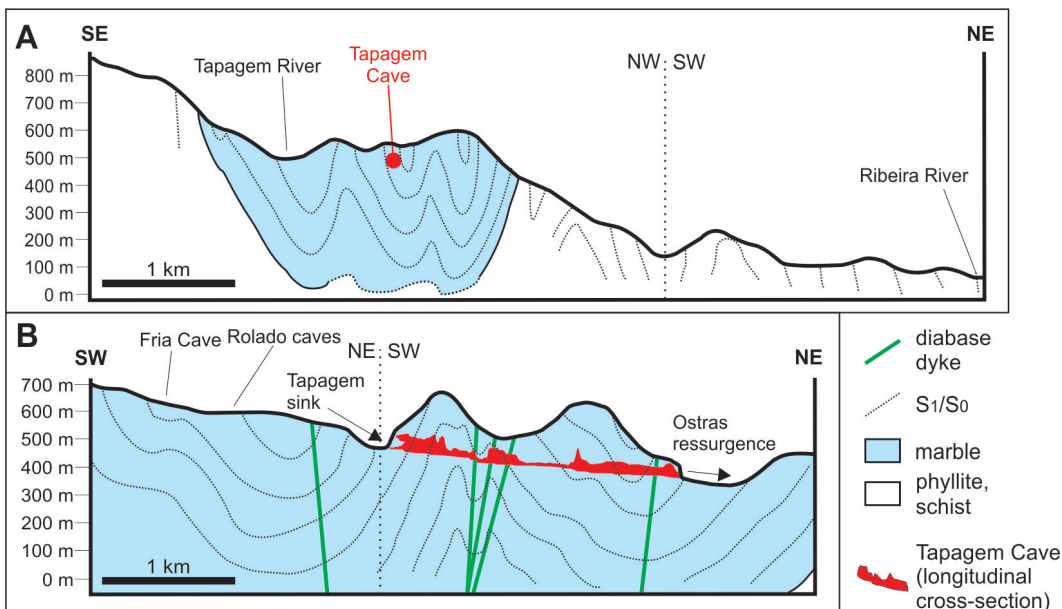 A
SE
NE
800 m
700 m
600 m
500 m
400 m
300 m
200 m
100 m
0 m
Tapagem River
Tapagem
Cave
NW
SW
Ribeira River
1 km
B
SW
NE
700 m
600 m
500 m
400 m
300 m
200 m
100 m
0 m
Fria Cave
Rolado caves
Tapagem
sink
NE
SW
Ostras
ressurgence
1 km
diabase
dyke
S1/S0
marble
phyllite,
schist
Tapagem Cave
(longitudinal
cross-section)